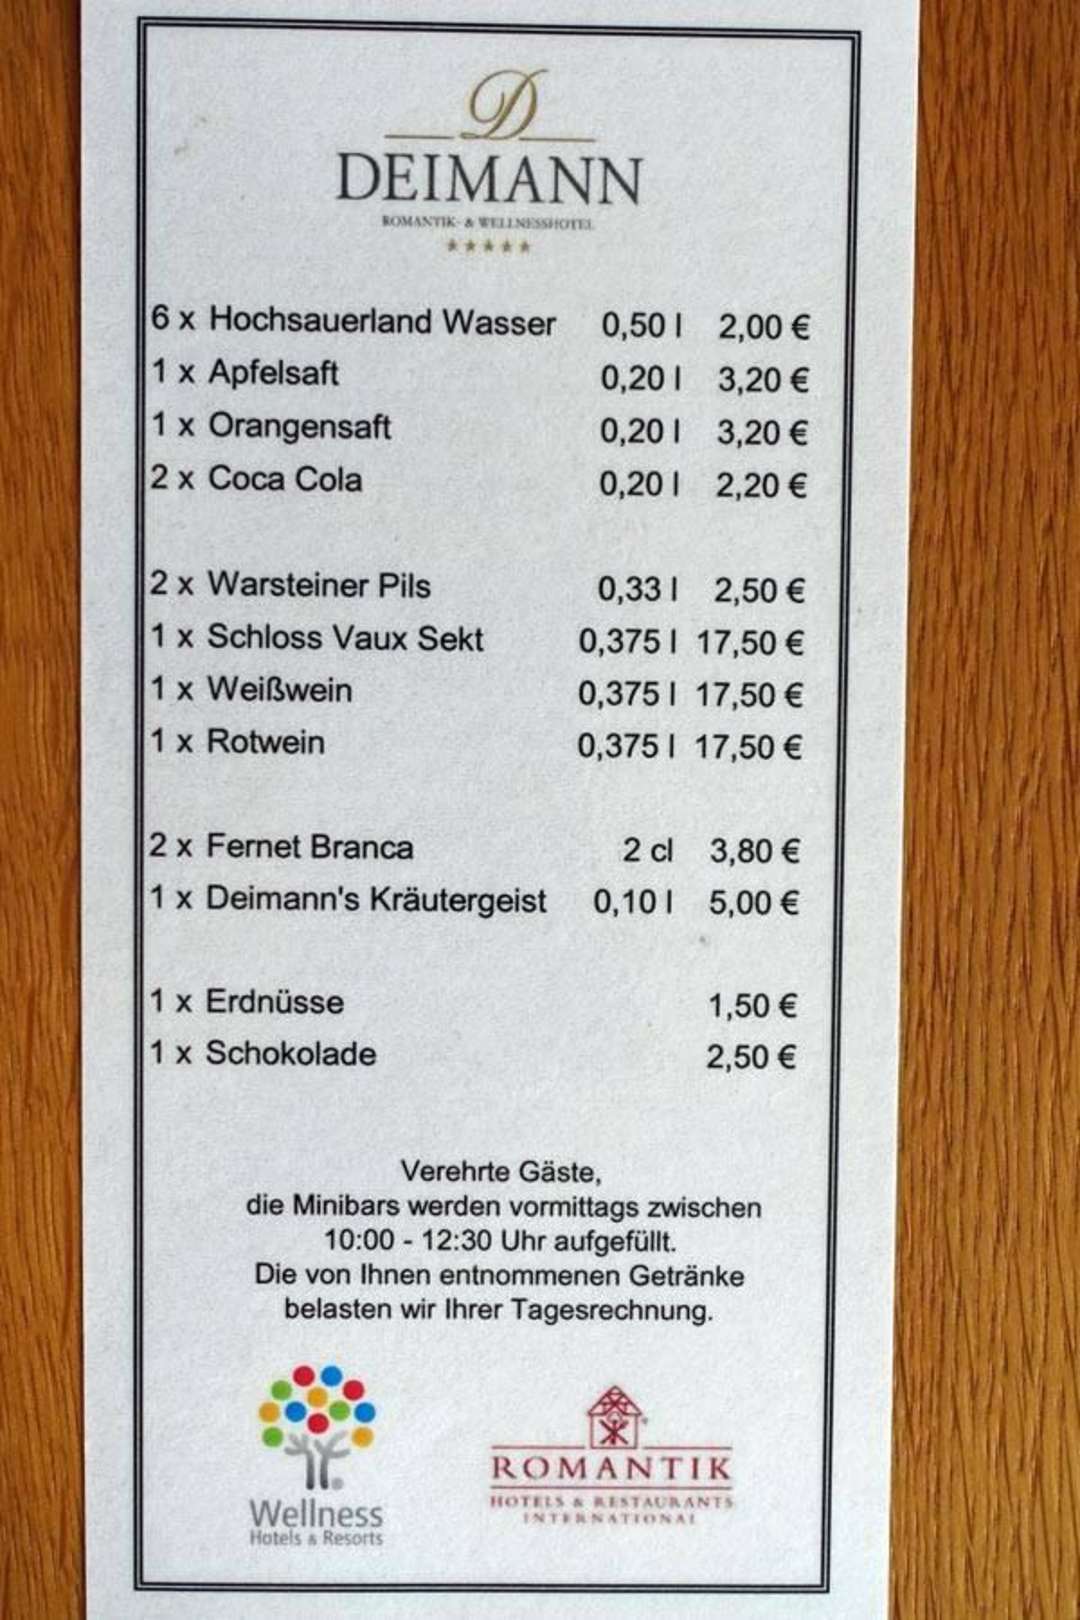 D
DEIMANN
ROMANTIK- & WELLNESSHOTEL
6 x Hochsauerland Wasser 0,50 l 2,00 €
1 x Apfelsaft 0,20 l 3,20 €
1 x Orangensaft 0,20 l 3,20 €
2 x Coca Cola 0,20 l 2,20 €
2 x Warsteiner Pils 0,33 l 2,50 €
1 x Schloss Vaux Sekt 0,375 l 17,50 €
1 x Weißwein 0,375 l 17,50 €
1 x Rotwein 0,375 l 17,50 €
2 x Fernet Branca 2 cl 3,80 €
1 x Deimann's Kräutergeist 0,10 l 5,00 €
1 x Erdnüsse 1,50 €
1 x Schokolade 2,50 €
Verehrte Gäste,
die Minibars werden vormittags zwischen
10:00 - 12:30 Uhr aufgefüllt.
Die von Ihnen entnommenen Getränke
belasten wir Ihrer Tagesrechnung.
Wellness
Hotels & Resorts
ROMANTIK
HOTELS & RESTAURANTS
INTERNATIONAL